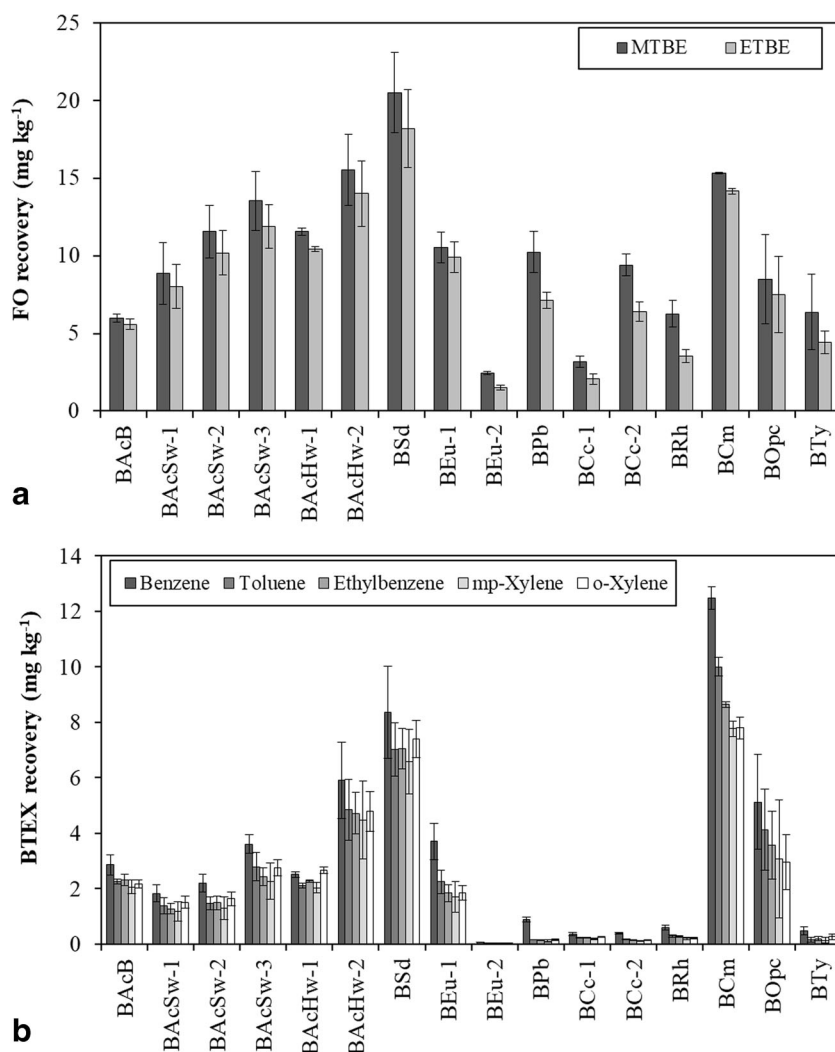 25
20
15
10
5
0
FO recovery (mg kg⁻¹)
MTBE ETBE
BAcB
BAcSw-1
BAcSw-2
BAcSw-3
BAcHw-1
BAcHw-2
BSd
BEu-1
BEu-2
BPb
BCc-1
BCc-2
BRh
BCm
BOpc
BTy
a
14
12
10
8
6
4
2
0
BTEX recovery (mg kg⁻¹)
Benzene Toluene Ethylbenzene mp-Xylene o-Xylene
BAcB
BAcSw-1
BAcSw-2
BAcSw-3
BAcHw-1
BAcHw-2
BSd
BEu-1
BEu-2
BPb
BCc-1
BCc-2
BRh
BCm
BOpc
BTy
b